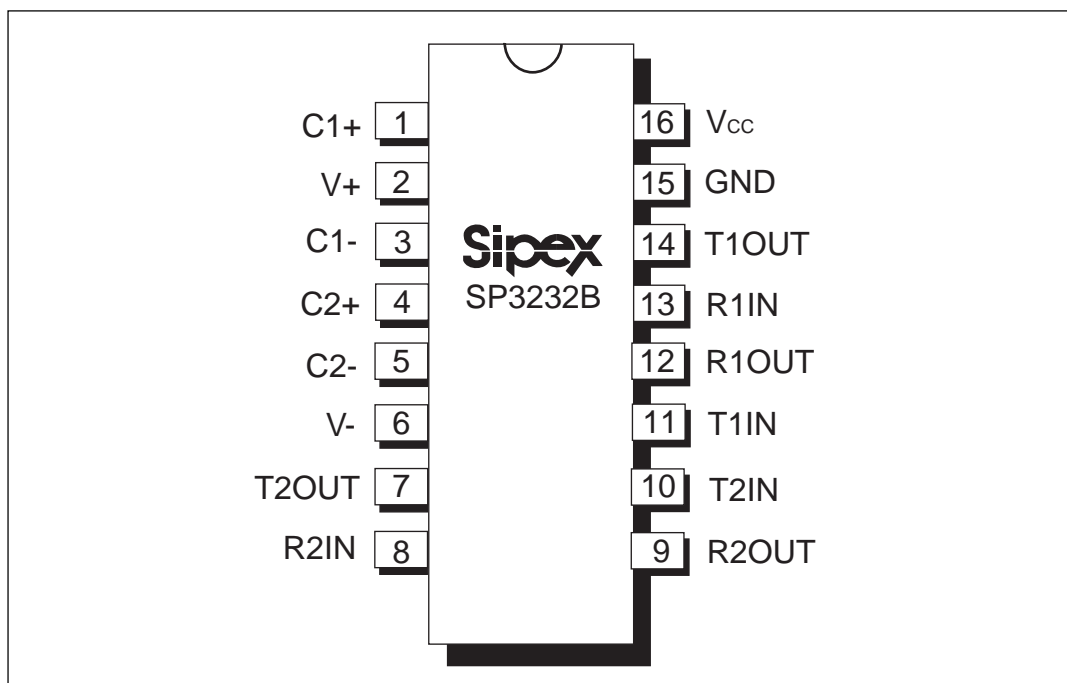 C1+ 1
V+ 2
C1- 3
C2+ 4
C2- 5
V- 6
T2OUT 7
R2IN 8
Sipex
SP3232B
16 Vcc
15 GND
14 T1OUT
13 R1IN
12 R1OUT
11 T1IN
10 T2IN
9 R2OUT